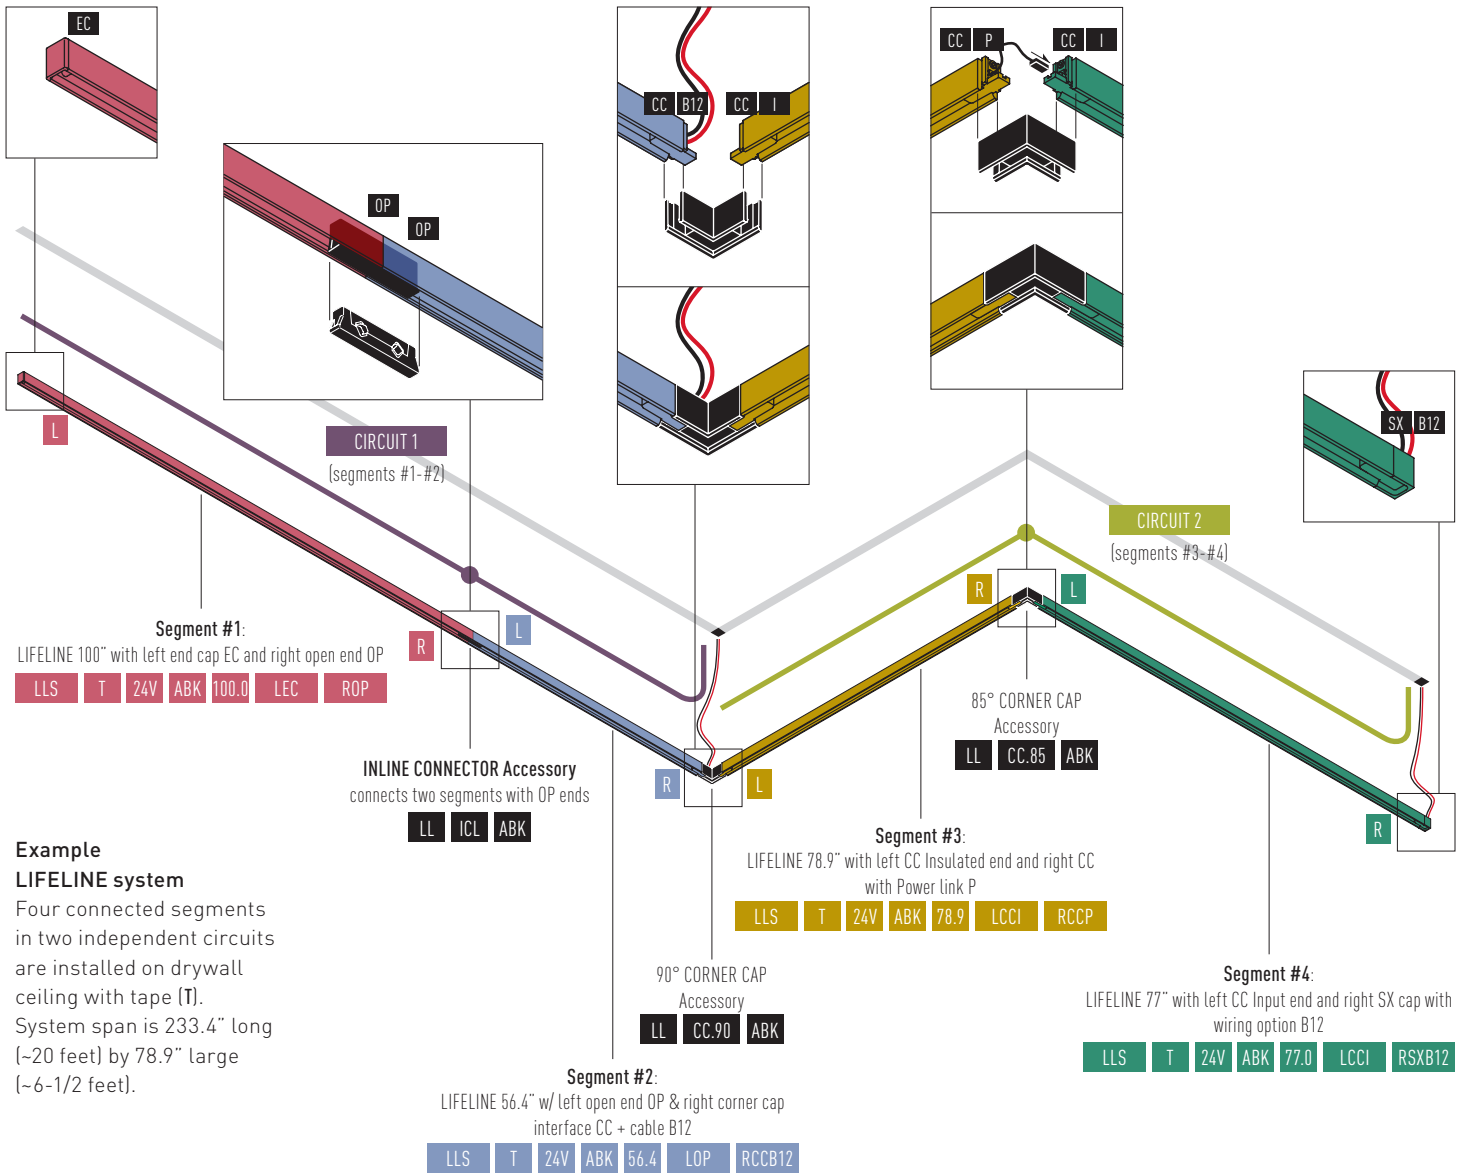 EC
CC P CC I
CC B12 CC I
OP
OP
SX B12
L
CIRCUIT 1
(segments #1-#2)
CIRCUIT 2
(segments #3-#4)
R L
R L
Segment #1:
LIFELINE 100" with left end cap EC and right open end OP
LLS T 24V ABK 100.0 LEC ROP
85° CORNER CAP
Accessory
LL CC.85 ABK
INLINE CONNECTOR Accessory
connects two segments with OP ends
LL ICL ABK
R L
R
Segment #3:
LIFELINE 78.9" with left CC Insulated end and right CC
with Power link P
LLS T 24V ABK 78.9 LCCI RCCP
Example
LIFELINE system
Four connected segments
in two independent circuits
are installed on drywall
ceiling with tape (T).
System span is 233.4" long
(~20 feet) by 78.9" large
(~6-1/2 feet).
90° CORNER CAP
Accessory
LL CC.90 ABK
Segment #4:
LIFELINE 77" with left CC Input end and right SX cap with
wiring option B12
LLS T 24V ABK 77.0 LCCI RSXB12
Segment #2:
LIFELINE 56.4" w/ left open end OP & right corner cap
interface CC + cable B12
LLS T 24V ABK 56.4 LOP RCCB12